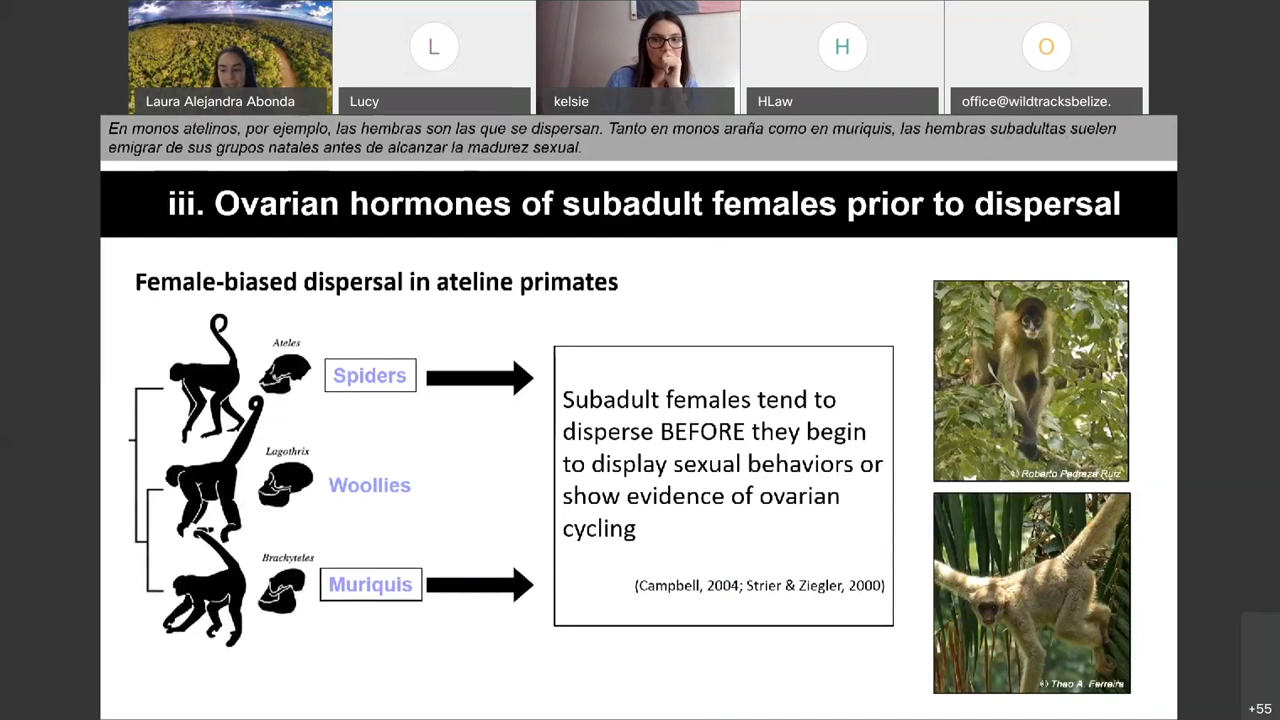 L
H
O
Laura Alejandra Abonda
Lucy
kelsie
HLaw
office@wildtracksbelize.
En monos atelinos, por ejemplo, las hembras son las que se dispersan. Tanto en monos araña como en muriquis, las hembras subadultas suelen
emigrar de sus grupos natales antes de alcanzar la madurez sexual.
iii. Ovarian hormones of subadult females prior to dispersal
Female-biased dispersal in ateline primates
Ateles
Spiders
Lagothrix
Woollies
Brachyteles
Muriquis
Subadult females tend to
disperse BEFORE they begin
to display sexual behaviors or
show evidence of ovarian
cycling
(Campbell, 2004; Strier & Ziegler, 2000)
© Roberto Pedraza Ruiz
© Theo A. Ferreira
+55